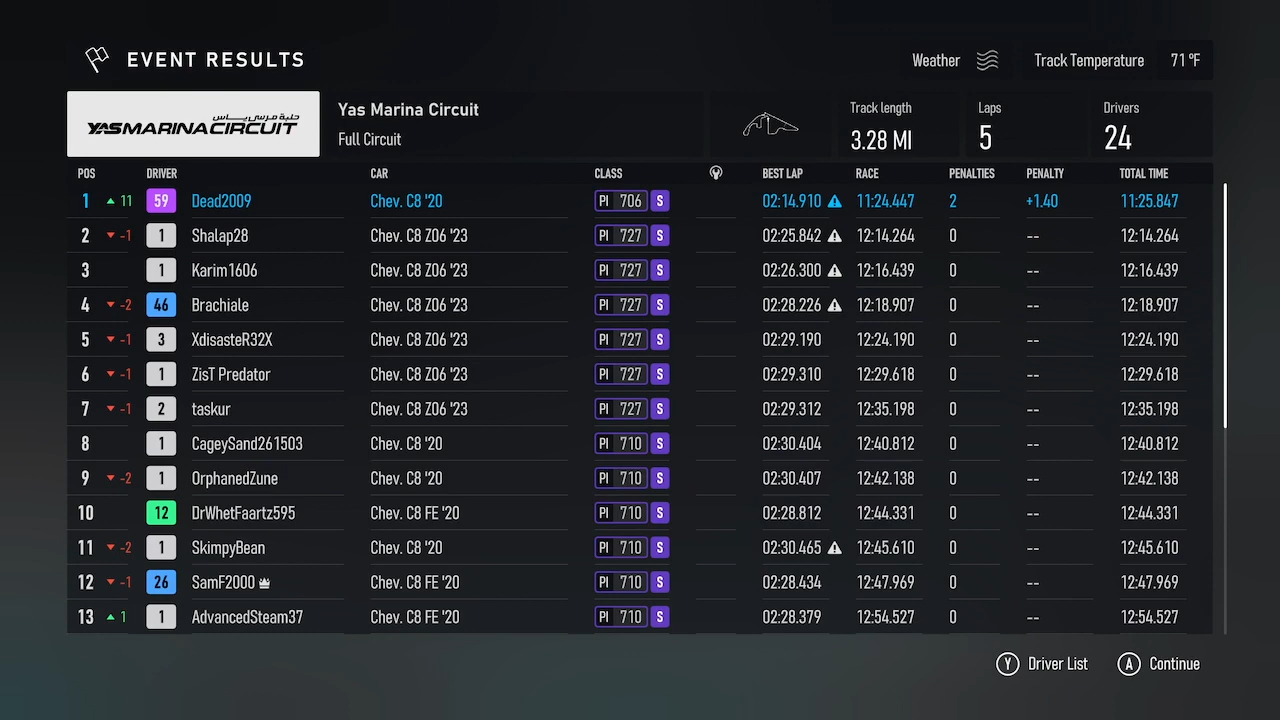 EVENT RESULTS
Weather Track Temperature 71 °F
حلبة مرسى ياس
YAS MARINA CIRCUIT
Yas Marina Circuit
Full Circuit
Track length
3.28 MI
Laps
5
Drivers
24
POS DRIVER CAR CLASS BEST LAP RACE PENALTIES PENALTY TOTAL TIME
1 11 59 Dead2009 Chev. C8 '20 PI 706 S 02:14.910 11:24.447 2 +1.40 11:25.847
2 -1 1 Shalap28 Chev. C8 Z06 '23 PI 727 S 02:25.842 12:14.264 0 -- 12:14.264
3 1 Karim1606 Chev. C8 Z06 '23 PI 727 S 02:26.300 12:16.439 0 -- 12:16.439
4 -2 46 Brachiale Chev. C8 Z06 '23 PI 727 S 02:28.226 12:18.907 0 -- 12:18.907
5 -1 3 XdisasteR32X Chev. C8 Z06 '23 PI 727 S 02:29.190 12:24.190 0 -- 12:24.190
6 -1 1 ZisT Predator Chev. C8 Z06 '23 PI 727 S 02:29.310 12:29.618 0 -- 12:29.618
7 -1 2 taskur Chev. C8 Z06 '23 PI 727 S 02:29.312 12:35.198 0 -- 12:35.198
8 1 CageySand261503 Chev. C8 '20 PI 710 S 02:30.404 12:40.812 0 -- 12:40.812
9 -2 1 OrphanedZune Chev. C8 '20 PI 710 S 02:30.407 12:42.138 0 -- 12:42.138
10 12 DrWhetFaartz595 Chev. C8 FE '20 PI 710 S 02:28.812 12:44.331 0 -- 12:44.331
11 -2 1 SkimpyBean Chev. C8 '20 PI 710 S 02:30.465 12:45.610 0 -- 12:45.610
12 -1 26 SamF2000 Chev. C8 FE '20 PI 710 S 02:28.434 12:47.969 0 -- 12:47.969
13 1 1 AdvancedSteam37 Chev. C8 FE '20 PI 710 S 02:28.379 12:54.527 0 -- 12:54.527
Y Driver List A Continue